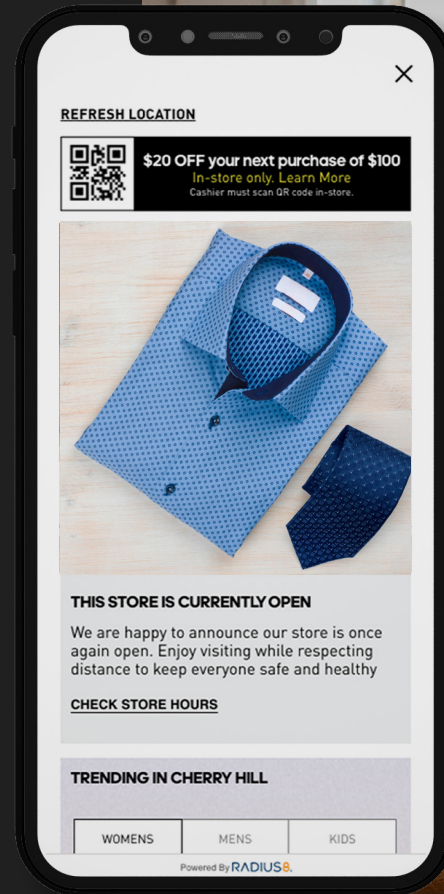 REFRESH LOCATION
$20 OFF your next purchase of $100
In-store only. Learn More
Cashier must scan QR code in-store.
THIS STORE IS CURRENTLY OPEN
We are happy to announce our store is once
again open. Enjoy visiting while respecting
distance to keep everyone safe and healthy
CHECK STORE HOURS
TRENDING IN CHERRY HILL
WOMENS
MENS
KIDS
Powered By RADIUS8.